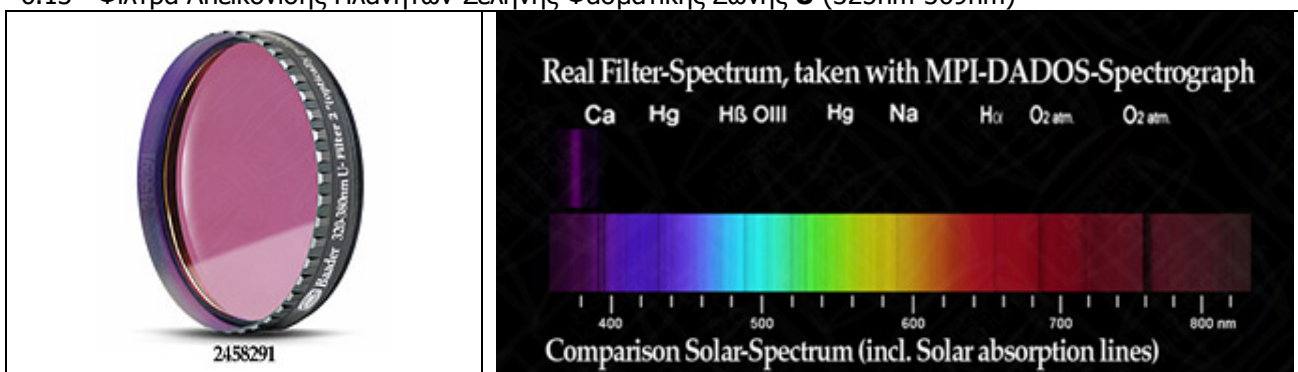 Real Filter-Spectrum, taken with MPI-DADOS-Spectrograph
Ca Hg Hß OIII Hg Na Hα O2 atm. O2 atm.
400 500 600 700 800 nm
Comparison Solar-Spectrum (incl. Solar absorption lines)
Baader 320-380nm U-Filter 2"
2458291